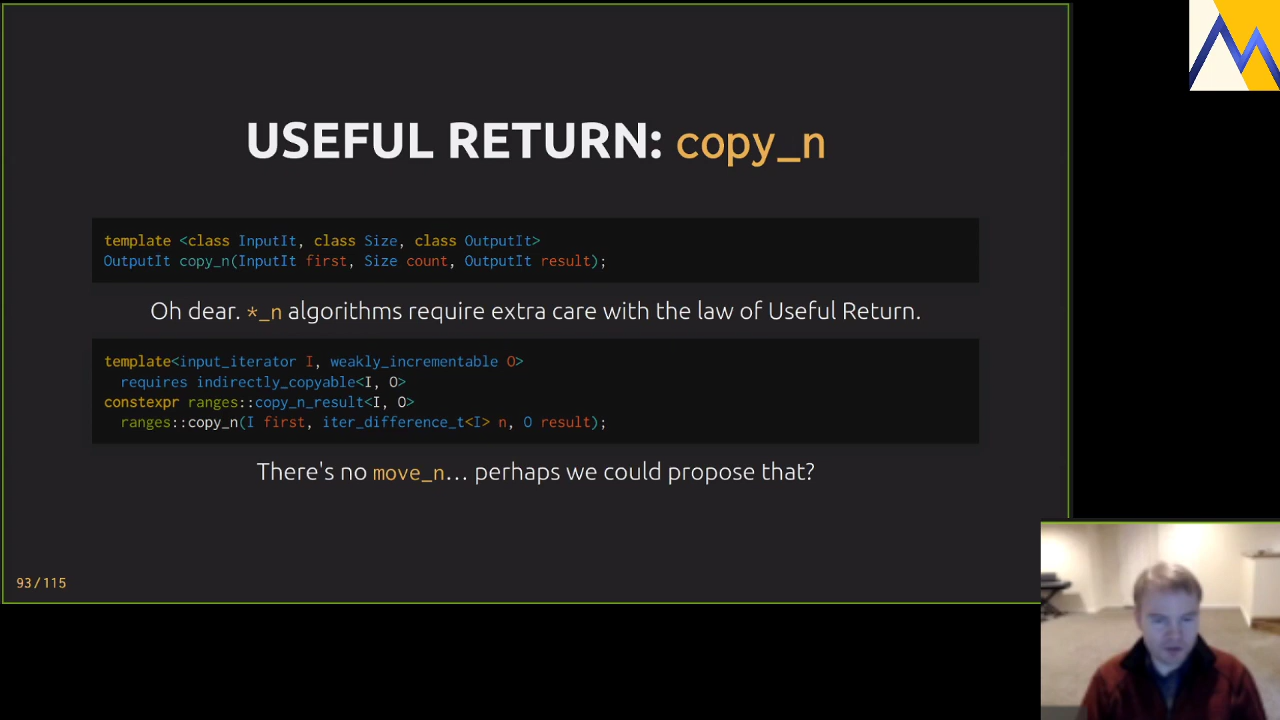 USEFUL RETURN: copy_n
template <class InputIt, class Size, class OutputIt>
OutputIt copy_n(InputIt first, Size count, OutputIt result);
Oh dear. *_n algorithms require extra care with the law of Useful Return.
template<input_iterator I, weakly_incrementable O>
requires indirectly_copyable<I, O>
constexpr ranges::copy_n_result<I, O>
ranges::copy_n(I first, iter_difference_t<I> n, O result);
There's no move_n… perhaps we could propose that?
93/115